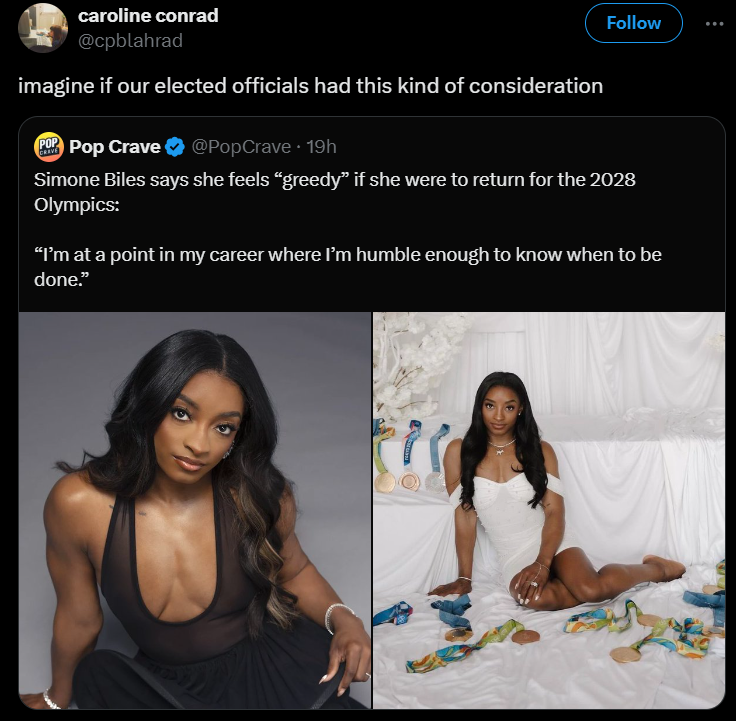 caroline conrad
Follow
@cpblahrad
imagine if our elected officials had this kind of consideration
POP CRAVE
Pop Crave @PopCrave · 19h
Simone Biles says she feels “greedy” if she were to return for the 2028
Olympics:
“I’m at a point in my career where I’m humble enough to know when to be
done.”